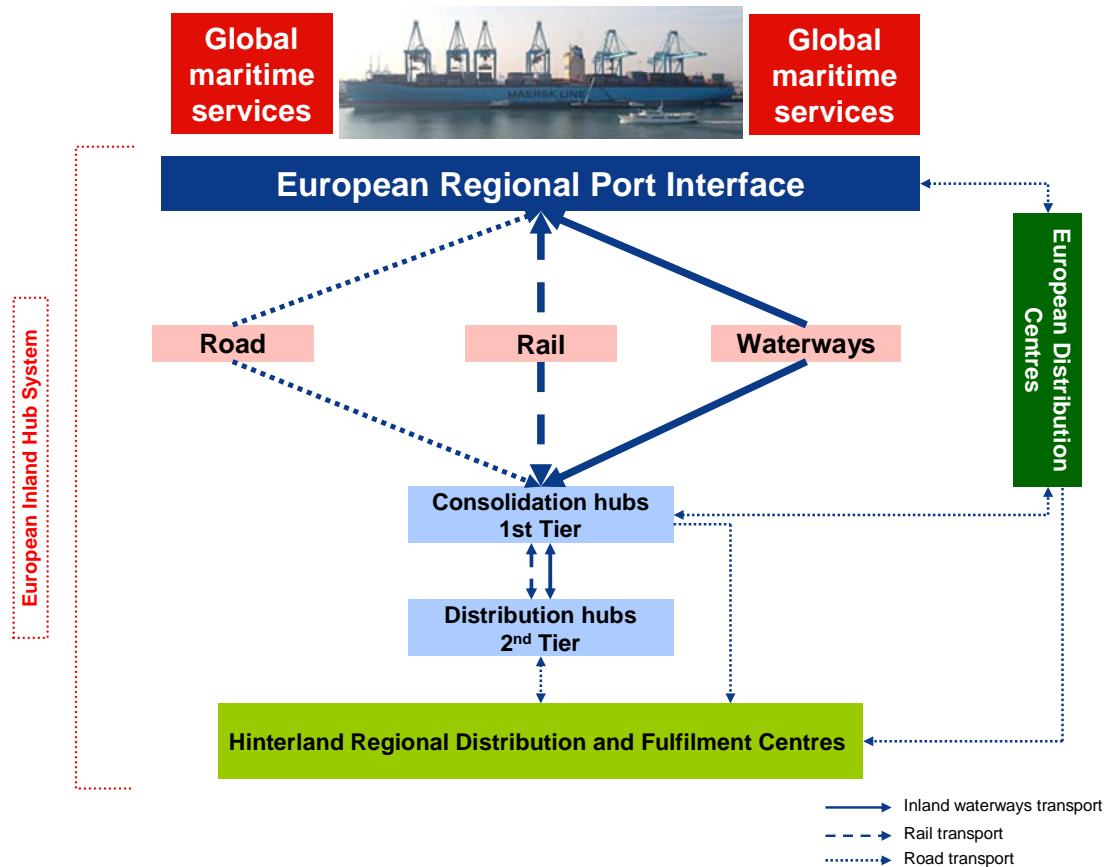 Global
maritime
services
MAERSK LINE
Global
maritime
services
European Regional Port Interface
European Distribution
Centres
European Inland Hub System
Road
Rail
Waterways
Consolidation hubs
1st Tier
Distribution hubs
2nd Tier
Hinterland Regional Distribution and Fulfilment Centres
Inland waterways transport
Rail transport
Road transport